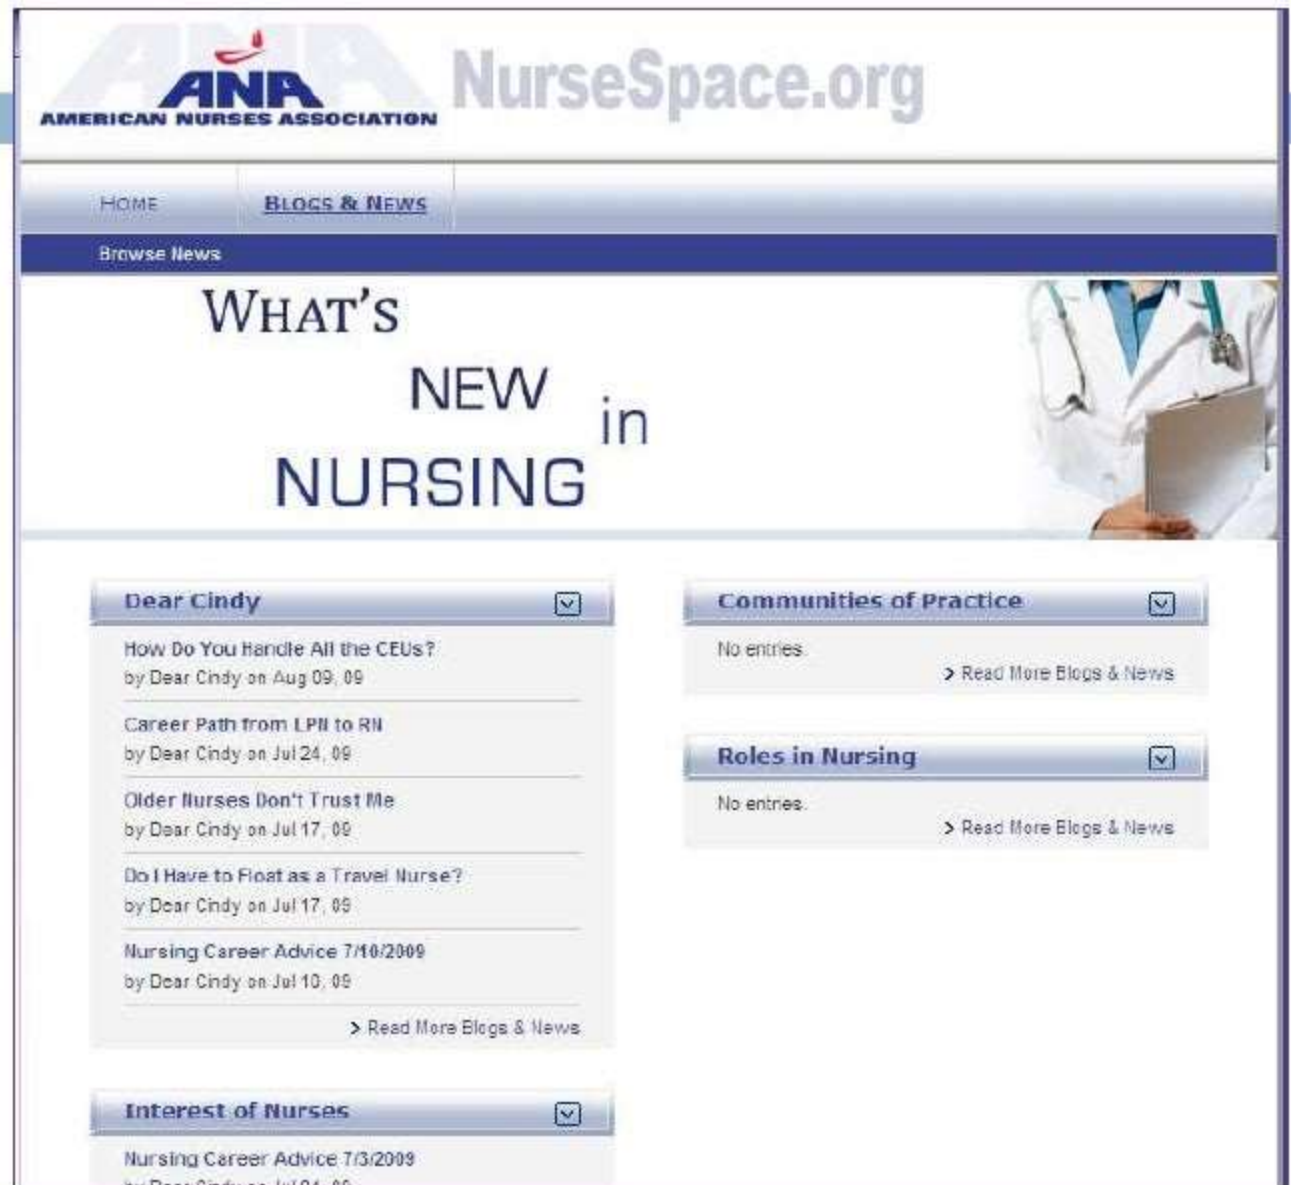 ANA
AMERICAN NURSES ASSOCIATION
NurseSpace.org
HOME
BLOGS & NEWS
Browse News
WHAT'S
NEW in
NURSING
Dear Cindy
How Do You Handle All the CEUs?
by Dear Cindy on Aug 09, 09
Career Path from LPN to RN
by Dear Cindy on Jul 24, 09
Older Nurses Don't Trust Me
by Dear Cindy on Jul 17, 09
Do I Have to Float as a Travel Nurse?
by Dear Cindy on Jul 17, 09
Nursing Career Advice 7/10/2009
by Dear Cindy on Jul 10, 09
> Read More Blogs & News
Interest of Nurses
Nursing Career Advice 7/3/2009
by Dear Cindy on Jul
Communities of Practice
No entries.
> Read More Blogs & News
Roles in Nursing
No entries.
> Read More Blogs & News